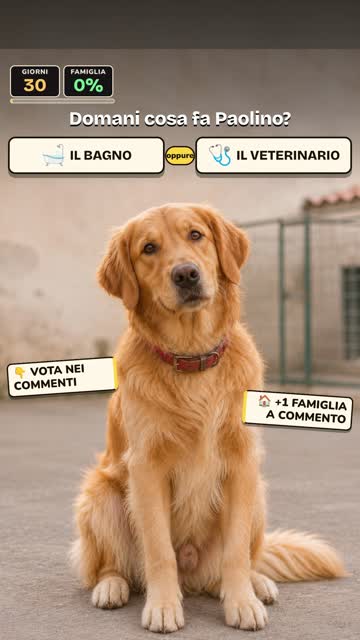 GIORNI
30
FAMIGLIA
0%
Domani cosa fa Paolino?
IL BAGNO
oppure
IL VETERINARIO
VOTA NEI
COMMENTI
+1 FAMIGLIA
A COMMENTO